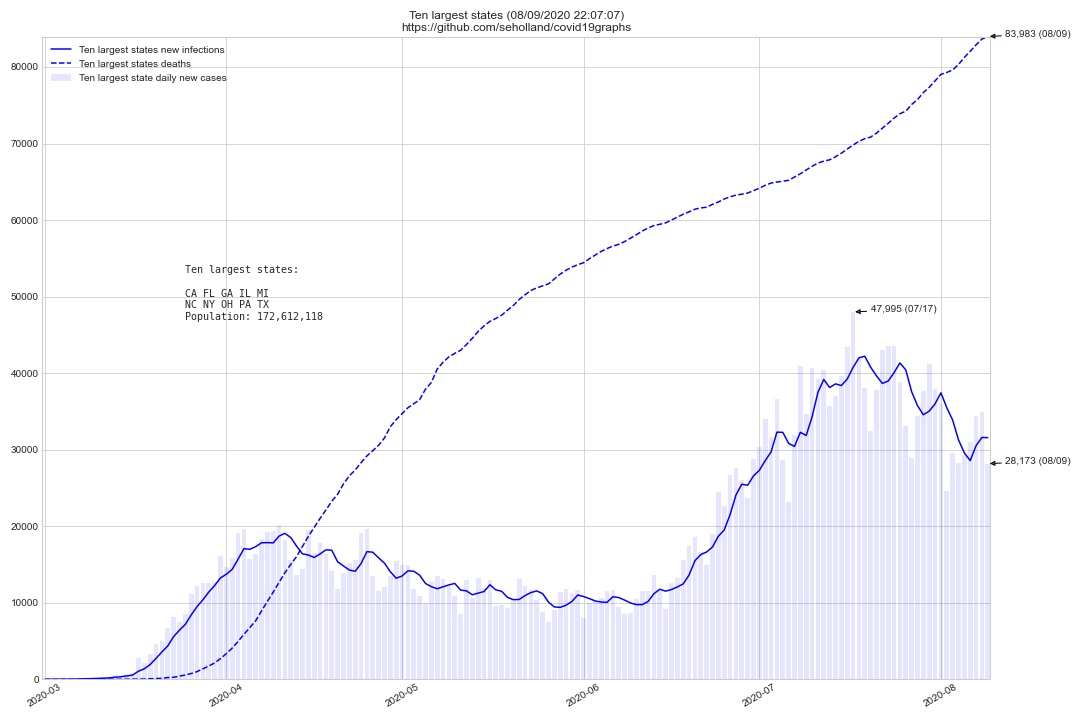 Ten largest states (08/09/2020 22:07:07)
https://github.com/seholland/covid19graphs
Ten largest states new infections
Ten largest states deaths
Ten largest state daily new cases
83,983 (08/09)
80000
70000
60000
50000
40000
30000
20000
10000
0
Ten largest states:
CA FL GA IL MI
NC NY OH PA TX
Population: 172,612,118
47,995 (07/17)
28,173 (08/09)
2020-03
2020-04
2020-05
2020-06
2020-07
2020-08